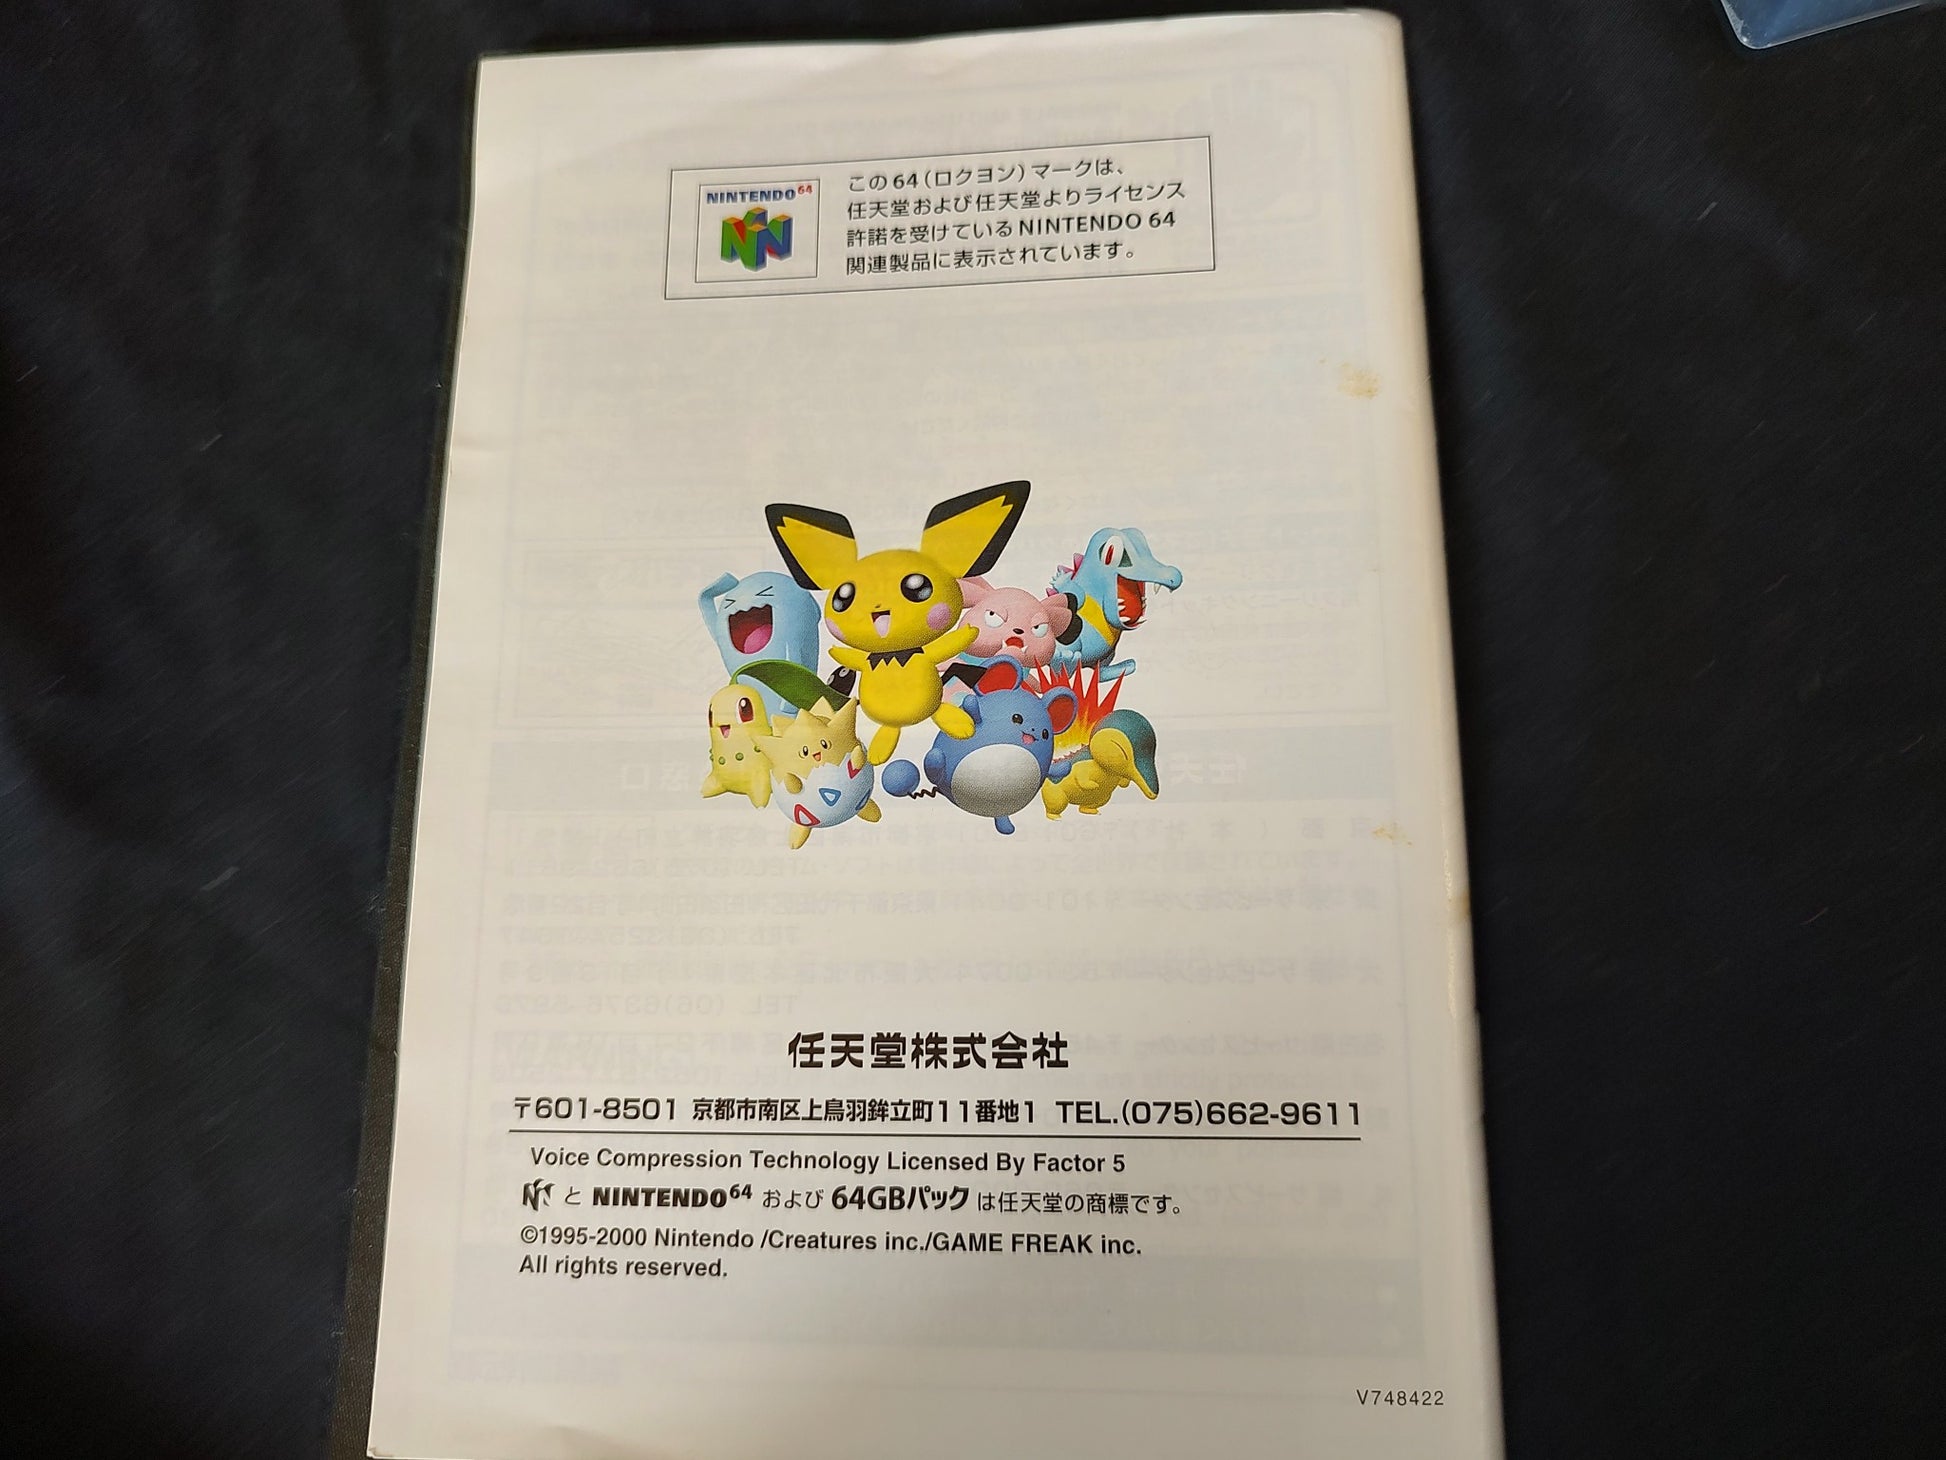 NINTENDO64
この64(ロクヨン)マークは、
任天堂および任天堂よりライセンス
許諾を受けているNINTENDO 64
関連製品に表示されています。
任天堂株式会社
〒601-8501 京都市南区上鳥羽鉾立町11番地1 TEL.(075)662-9611
Voice Compression Technology Licensed By Factor 5
と NINTENDO64 および 64GBパック は任天堂の商標です。
©1995-2000 Nintendo /Creatures inc./GAME FREAK inc.
All rights reserved.
V748422